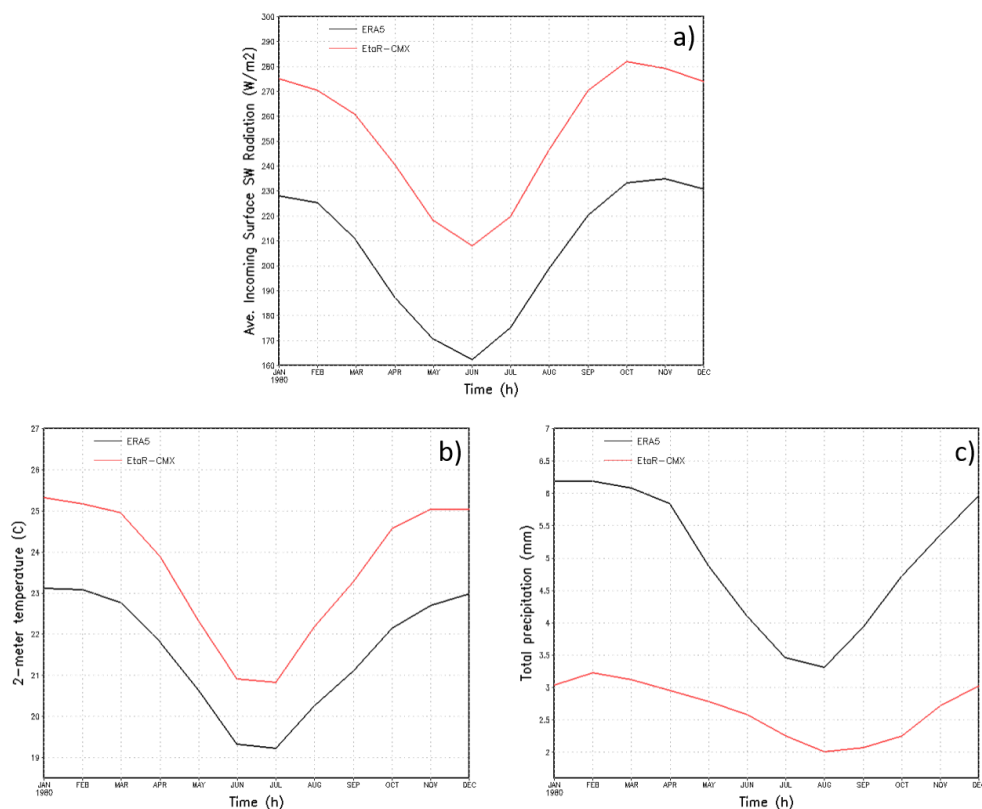 a)
ERA5
EtaR-CMX
Ave. Incoming Surface SW Radiation (W/m2)
300
290
280
270
260
250
240
230
220
210
200
190
180
170
160
JAN FEB MAR APR MAY JUN JUL AUG SEP OCT NOV DEC
1980
Time (h)
b)
ERA5
EtaR-CMX
2-meter temperature (C)
27
26
25
24
23
22
21
20
19
JAN FEB MAR APR MAY JUN JUL AUG SEP OCT NOV DEC
1980
Time (h)
c)
ERA5
EtaR-CMX
Total precipitation (mm)
7
6.5
6
5.5
5
4.5
4
3.5
3
2.5
2
JAN FEB MAR APR MAY JUN JUL AUG SEP OCT NOV DEC
1980
Time (h)